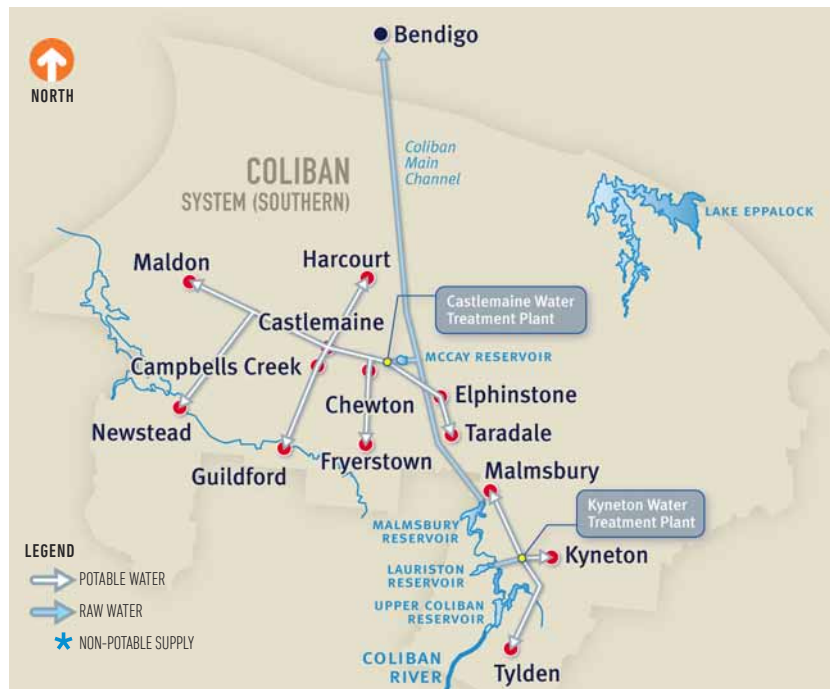 Bendigo
NORTH
Coliban
Main
Channel
COLIBAN
SYSTEM (SOUTHERN)
LAKE EPPALOCK
Maldon
Harcourt
Castlemaine Water
Treatment Plant
Castlemaine
MCCAY RESERVOIR
Campbells Creek
Elphinstone
Chewton
Newstead
Taradale
Fryerstown
Guildford
Malmsbury
Kyneton Water
Treatment Plant
MALMSBURY
RESERVOIR
LEGEND
Kyneton
POTABLE WATER
LAURISTON
RESERVOIR
RAW WATER
UPPER COLIBAN
RESERVOIR
NON-POTABLE SUPPLY
COLIBAN
RIVER
Tylden